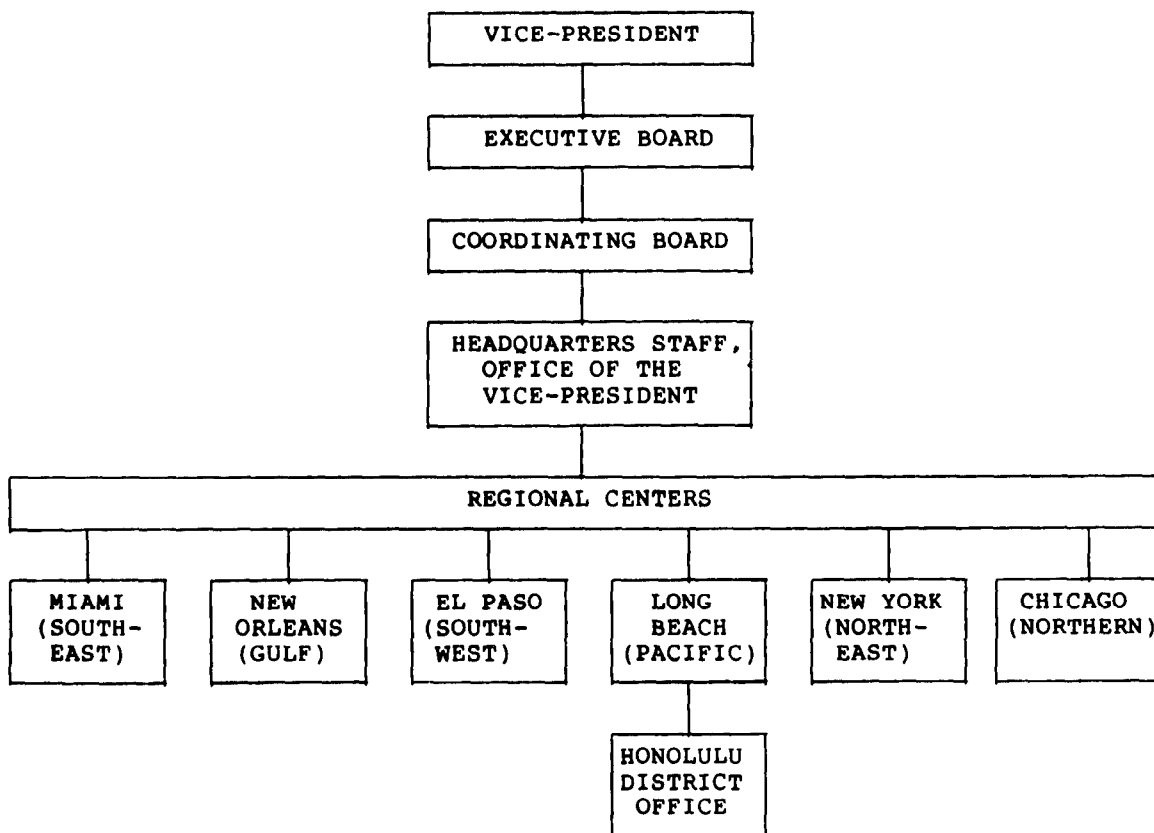 VICE-PRESIDENT
EXECUTIVE BOARD
COORDINATING BOARD
HEADQUARTERS STAFF,
OFFICE OF THE
VICE-PRESIDENT
REGIONAL CENTERS
MIAMI
(SOUTH-
EAST)
NEW
ORLEANS
(GULF)
EL PASO
(SOUTH-
WEST)
LONG
BEACH
(PACIFIC)
NEW YORK
(NORTH-
EAST)
CHICAGO
(NORTHERN)
HONOLULU
DISTRICT
OFFICE